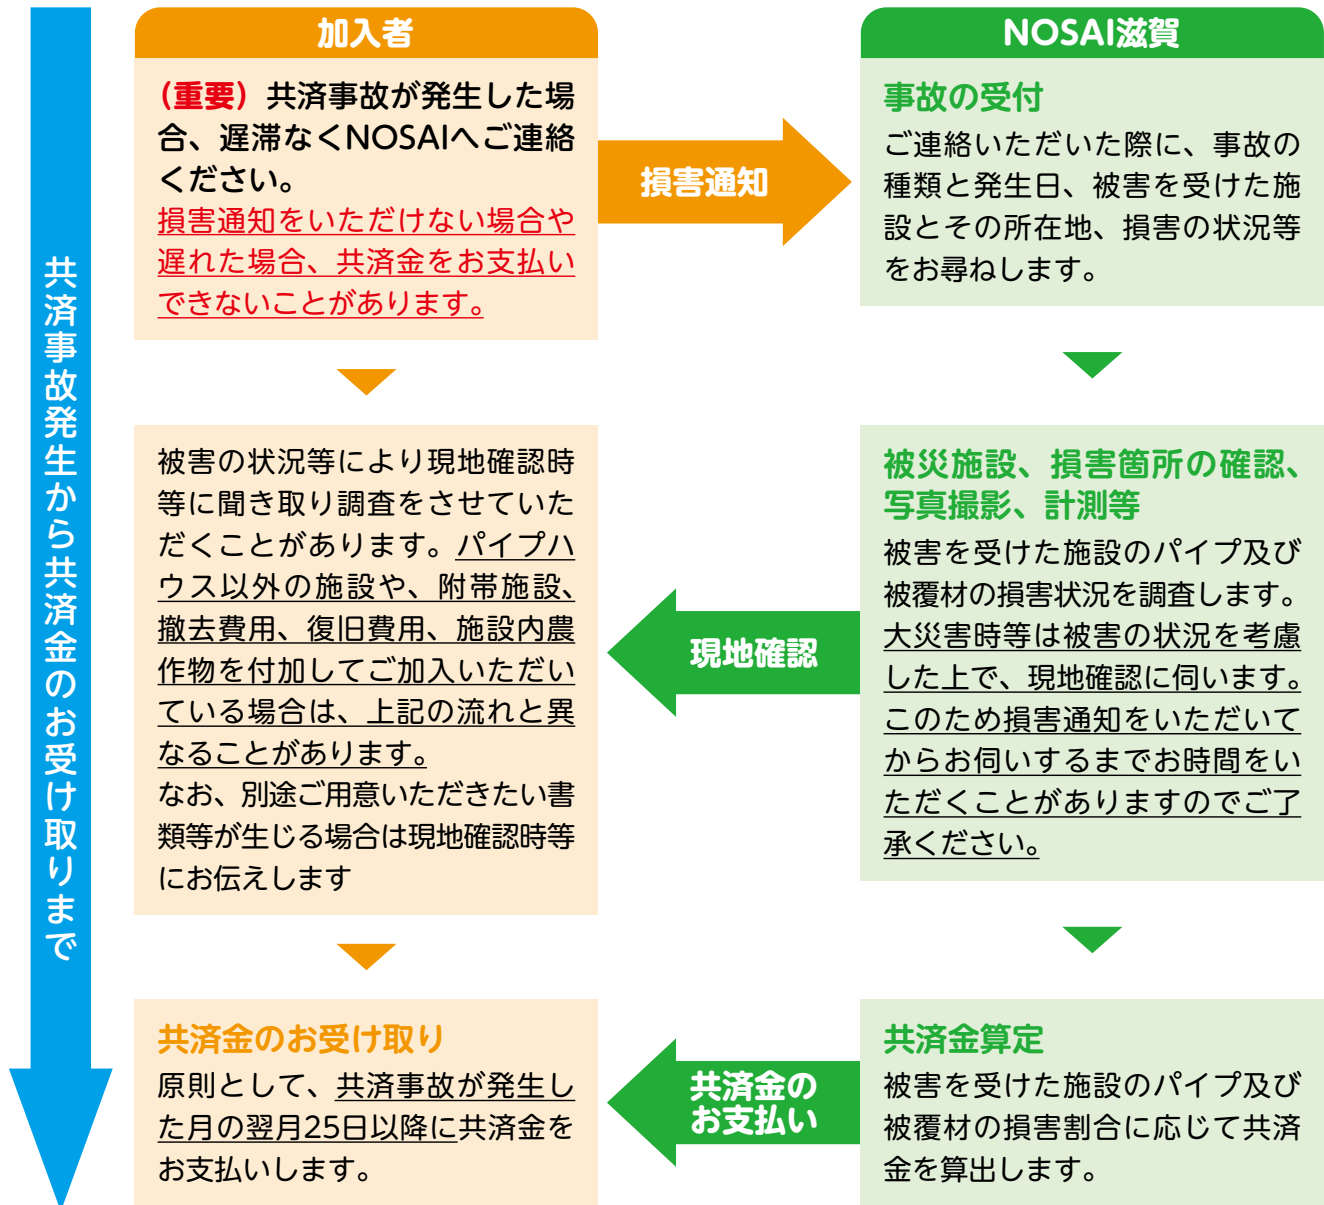 共済事故発生から共済金のお受け取りまで
加入者
（重要）共済事故が発生した場
合、遅滞なくNOSAIへご連絡
ください。
損害通知をいただけない場合や
遅れた場合、共済金をお支払い
できないことがあります。
損害通知
NOSAI滋賀
事故の受付
ご連絡いただいた際に、事故の
種類と発生日、被害を受けた施
設とその所在地、損害の状況等
をお尋ねします。
被災施設、損害箇所の確認、
写真撮影、計測等
被害を受けた施設のパイプ及び
被覆材の損害状況を調査します。
大災害時等は被害の状況を考慮
した上で、現地確認に伺います。
このため損害通知をいただいて
からお伺いするまでお時間をい
ただくことがありますのでご了
承ください。
現地確認
被害の状況等により現地確認時
等に聞き取り調査をさせていた
だくことがあります。パイプハ
ウス以外の施設や、附帯施設、
撤去費用、復旧費用、施設内農
作物を付加してご加入いただい
ている場合は、上記の流れと異
なることがあります。
なお、別途ご用意いただきたい書
類等が生じる場合は現地確認時等
にお伝えします
共済金算定
被害を受けた施設のパイプ及び
被覆材の損害割合に応じて共済
金を算出します。
共済金の
お支払い
共済金のお受け取り
原則として、共済事故が発生し
た月の翌月25日以降に共済金を
お支払いします。